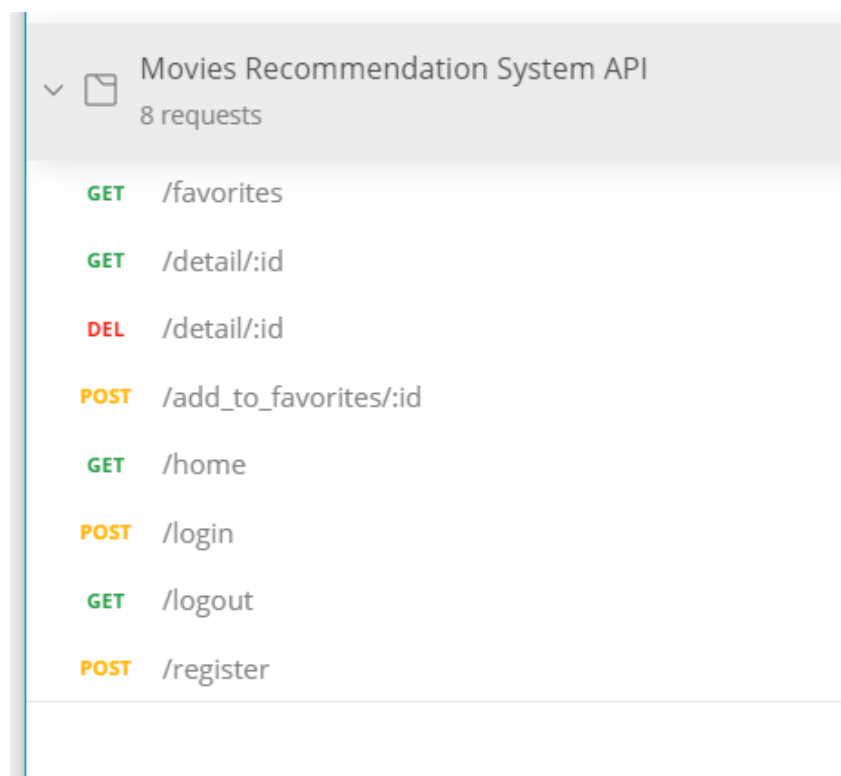 Movies Recommendation System API
8 requests
GET /favorites
GET /detail/:id
DEL /detail/:id
POST /add_to_favorites/:id
GET /home
POST /login
GET /logout
POST /register